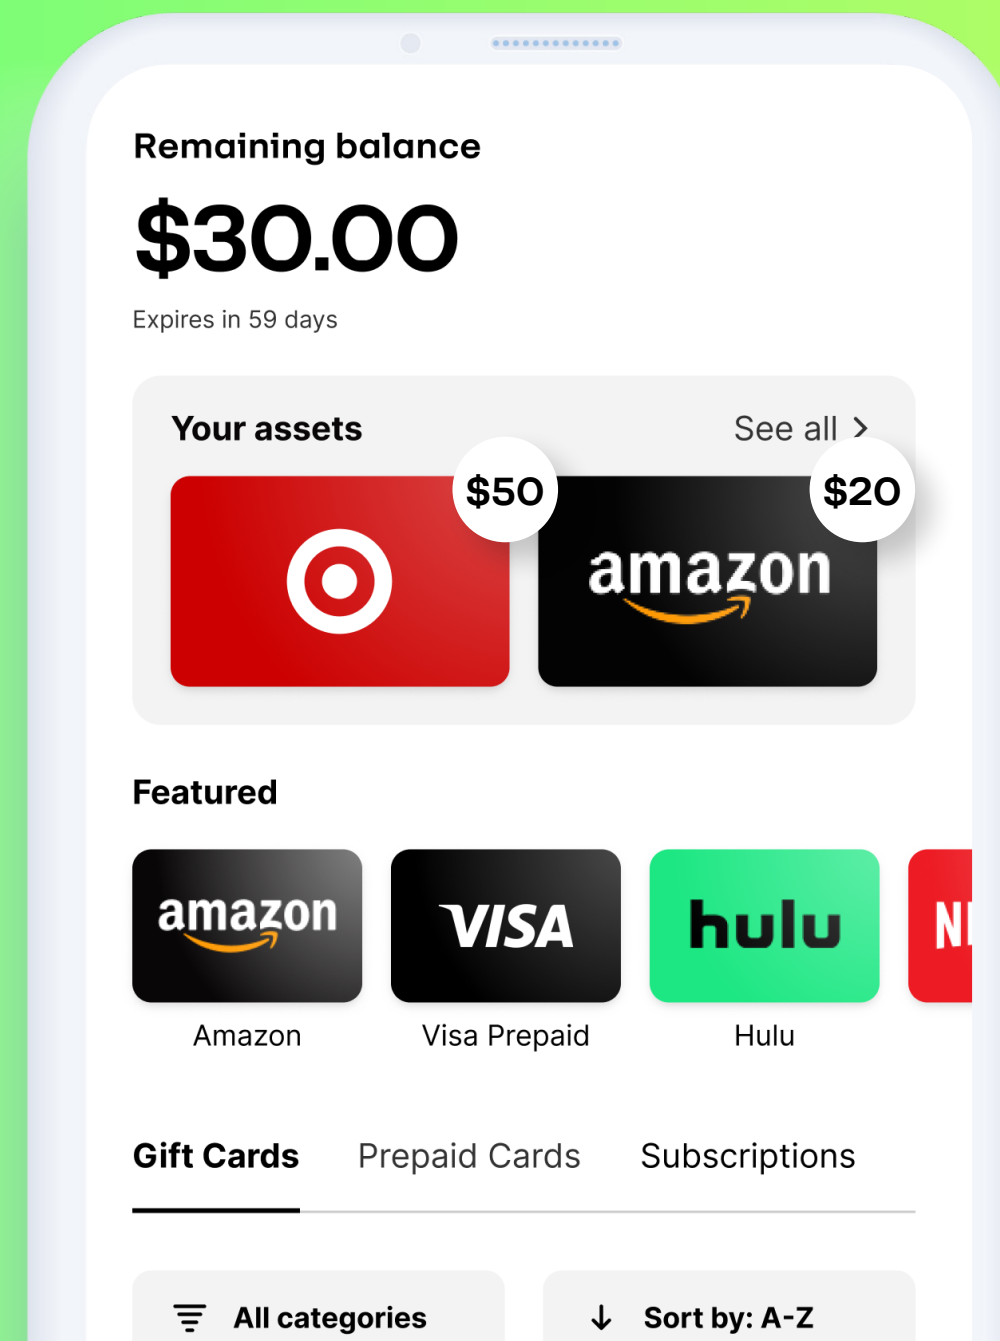 Remaining balance
$30.00
Expires in 59 days
Your assets
See all
$50
$20
amazon
Featured
amazon
VISA
hulu
Amazon
Visa Prepaid
Hulu
Gift Cards
Prepaid Cards
Subscriptions
All categories
Sort by: A-Z